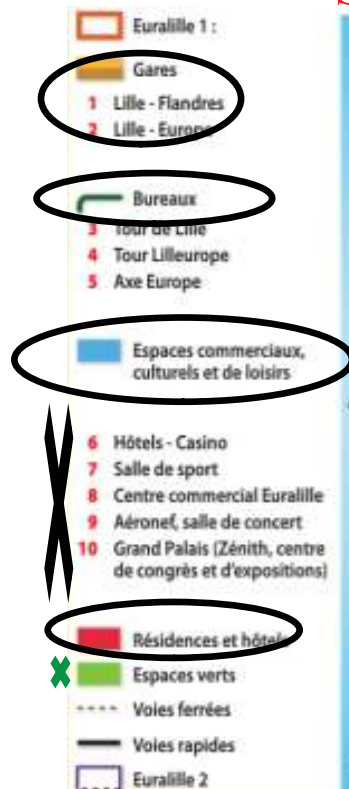 Euralille 1 :
Gares
1 Lille - Flandres
2 Lille - Europe
Bureaux
3 Tour de Lille
4 Tour Lilleurope
5 Axe Europe
Espaces commerciaux,
culturels et de loisirs
6 Hôtels - Casino
7 Salle de sport
8 Centre commercial Euralille
9 Aéronef, salle de concert
10 Grand Palais (Zénith, centre
de congrès et d'expositions)
Résidences et hôtels
Espaces verts
Voies ferrées
Voies rapides
Euralille 2